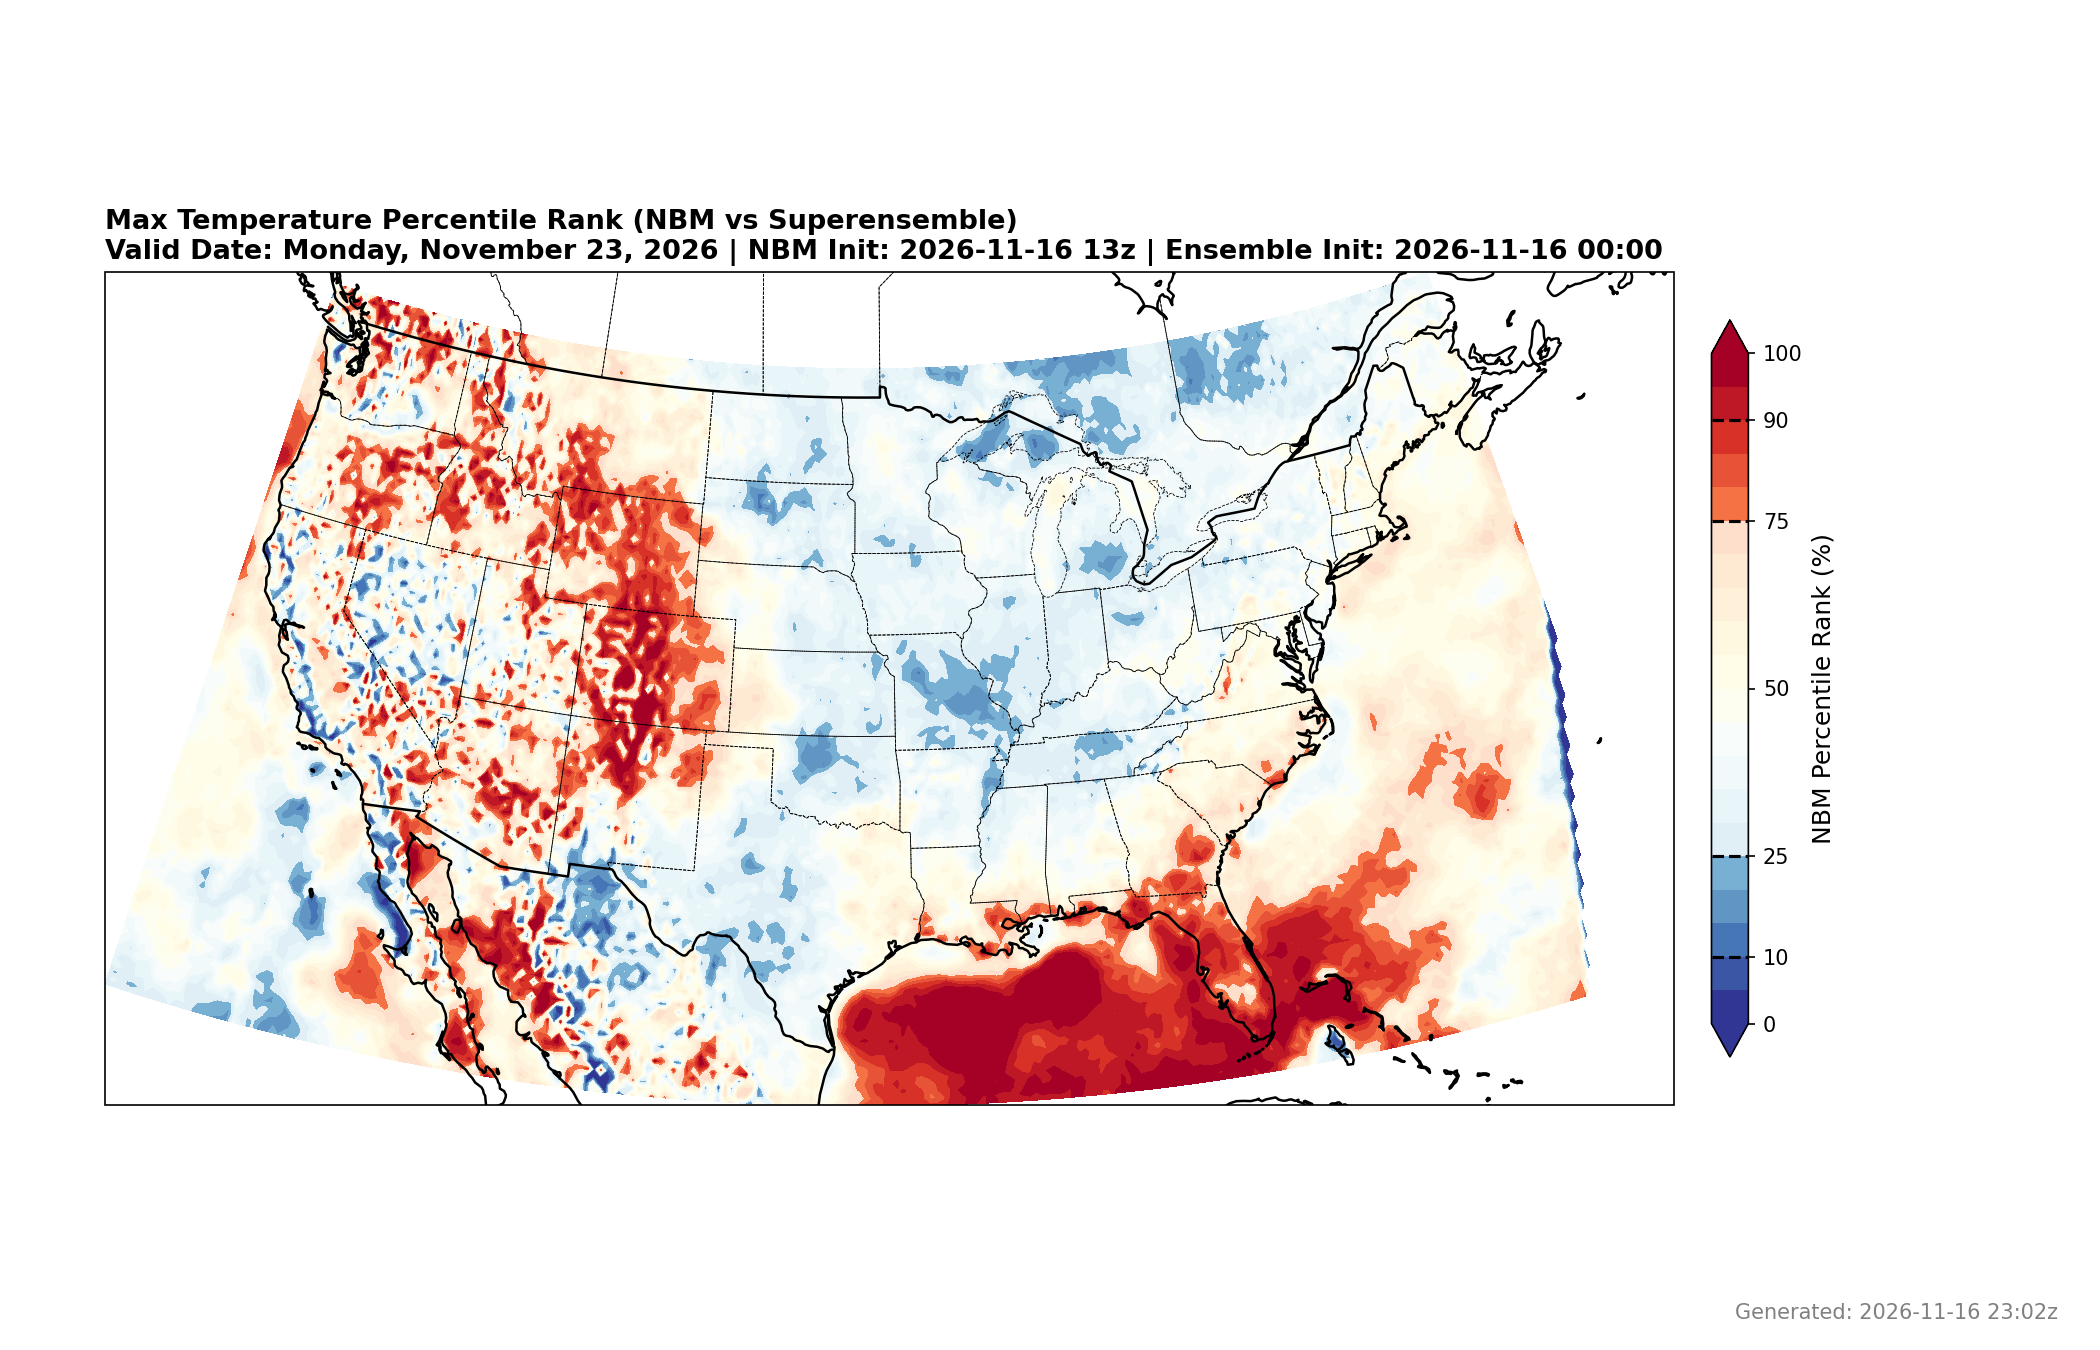 Max Temperature Percentile Rank (NBM vs Superensemble)
Valid Date: Monday, November 23, 2026 | NBM Init: 2026-11-16 13z | Ensemble Init: 2026-11-16 00:00
100
90
75
50
25
10
0
NBM Percentile Rank (%)
Generated: 2026-11-16 23:02z